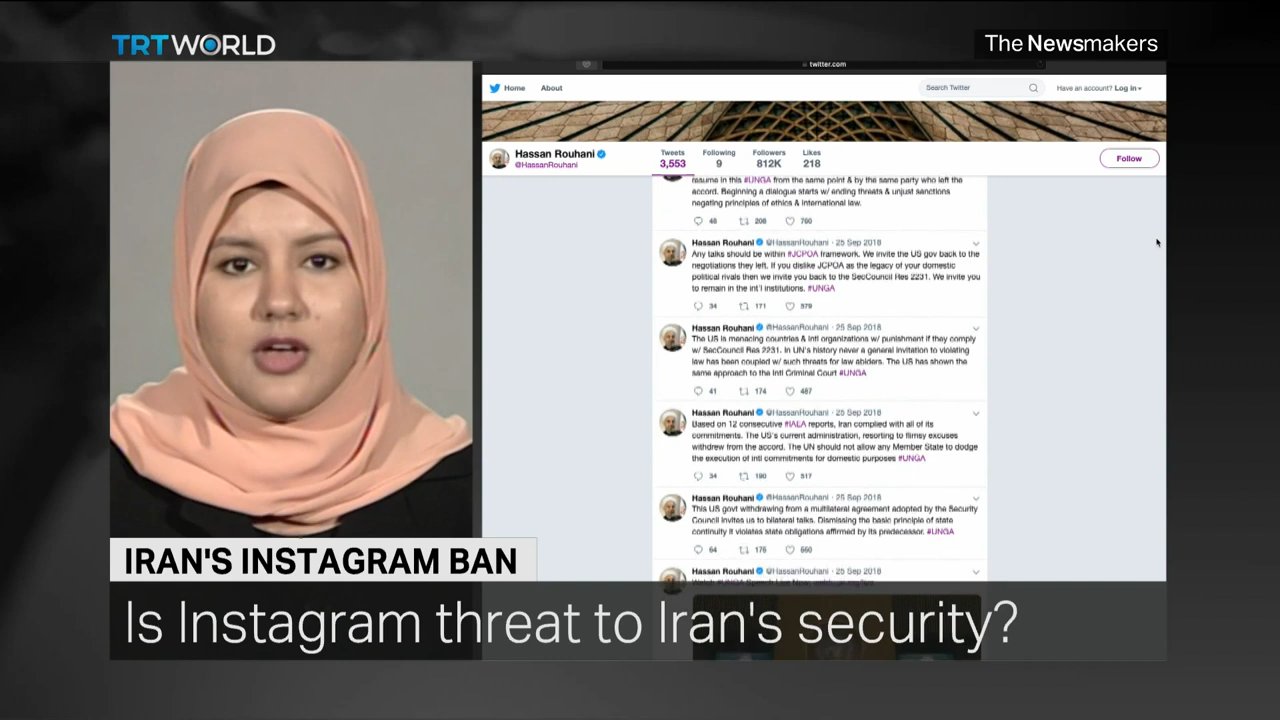 TRT WORLD
The Newsmakers
twitter.com
Home About
Search Twitter
Have an account? Log in
Hassan Rouhani
@HassanRouhani
Tweets Following Followers Likes
3,553 9 812K 218
Follow
resume in this #UNGA from the same point & by the same party who left the
accord. Beginning a dialogue starts w/ ending threats & unjust sanctions
negating principles of ethics & international law.
46 208 760
Hassan Rouhani @HassanRouhani · 25 Sep 2018
Any talks should be within #JCPOA framework. We invite the US gov back to the
negotiations they left. If you dislike JCPOA as the legacy of your domestic
political rivals then we invite you back to the SecCouncil Res 2231. We invite you
to remain in the int'l institutions. #UNGA
34 171 579
Hassan Rouhani @HassanRouhani · 25 Sep 2018
The US is menacing countries & intl organizations w/ punishment if they comply
w/ SecCouncil Res 2231. In UN's history never a general invitation to violating
law has been coupled w/ such threats for law abiders. The US has shown the
same approach to the Intl Criminal Court #UNGA
41 174 487
Hassan Rouhani @HassanRouhani · 25 Sep 2018
Based on 12 consecutive #IAEA reports, Iran complied with all of its
commitments. The US's current administration, resorting to flimsy excuses
withdrew from the accord. The UN should not allow any Member State to dodge
the execution of intl commitments for domestic purposes #UNGA
34 190 517
Hassan Rouhani @HassanRouhani · 25 Sep 2018
This US govt withdrawing from a multilateral agreement adopted by the Security
Council invites us to bilateral talks. Dismissing the basic principle of state
continuity it violates state obligations affirmed by its predecessor. #UNGA
64 176 660
Hassan Rouhani @HassanRouhani · 25 Sep 2018
Watch #UNGA Speech Live Now:
IRAN'S INSTAGRAM BAN
Is Instagram threat to Iran's security?